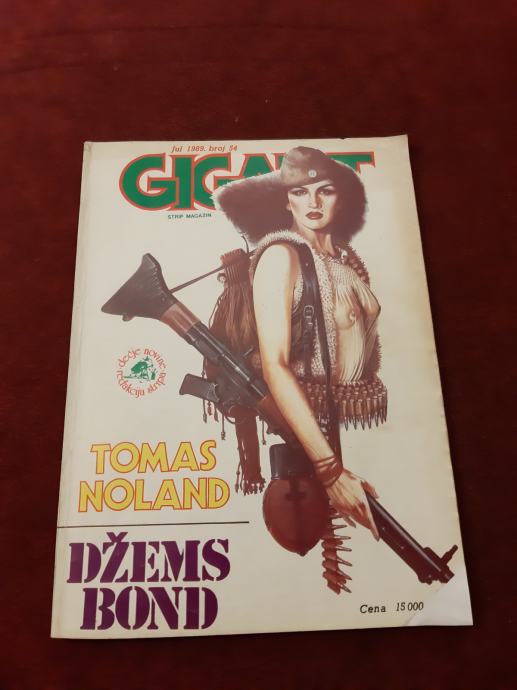 jul 1989. broj 54
GIGANT
STRIP MAGAZIN
dečje novine
redakcija stripa
TOMAS
NOLAND
DŽEMS
BOND
Cena 15 000